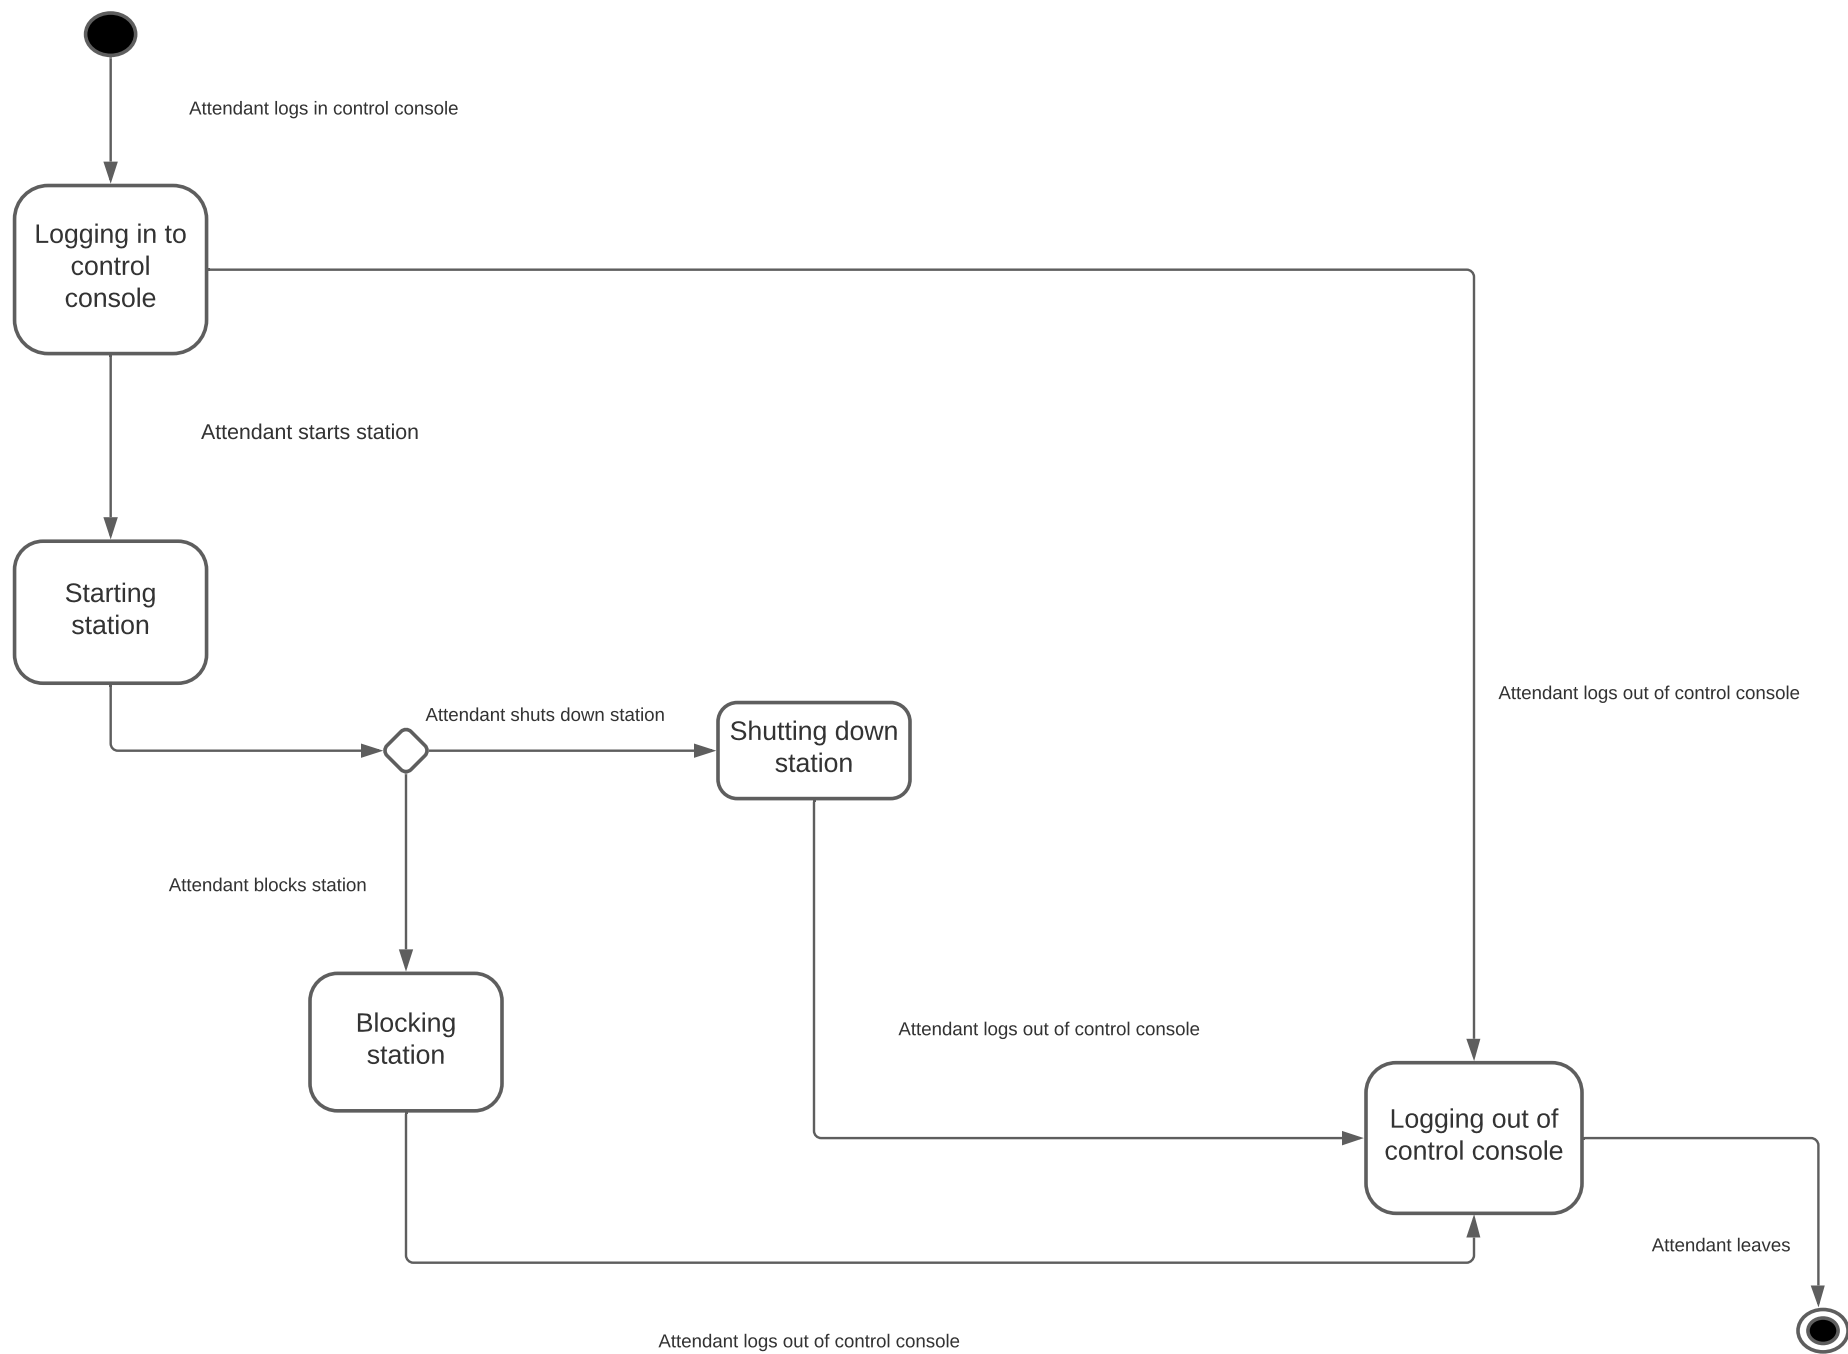 Attendant logs in control console
Logging in to
control
console
Attendant starts station
Starting
station
Attendant logs out of control console
Attendant shuts down station
Shutting down
station
Attendant blocks station
Blocking
station
Attendant logs out of control console
Logging out of
control console
Attendant leaves
Attendant logs out of control console